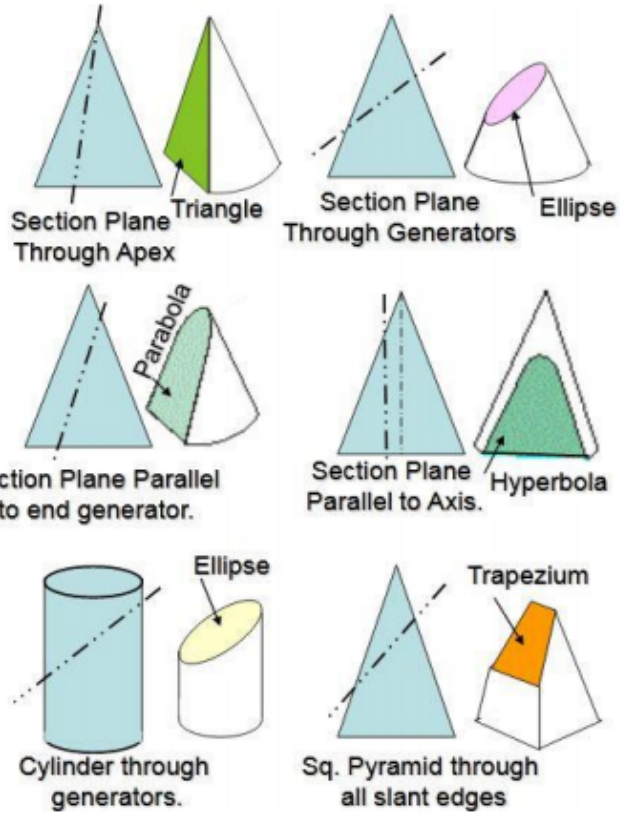 Section Plane
Through Apex
Triangle
Section Plane
Through Generators
Ellipse
Parabola
ction Plane Parallel
to end generator.
Section Plane
Parallel to Axis.
Hyperbola
Ellipse
Cylinder through
generators.
Trapezium
Sq. Pyramid through
all slant edges